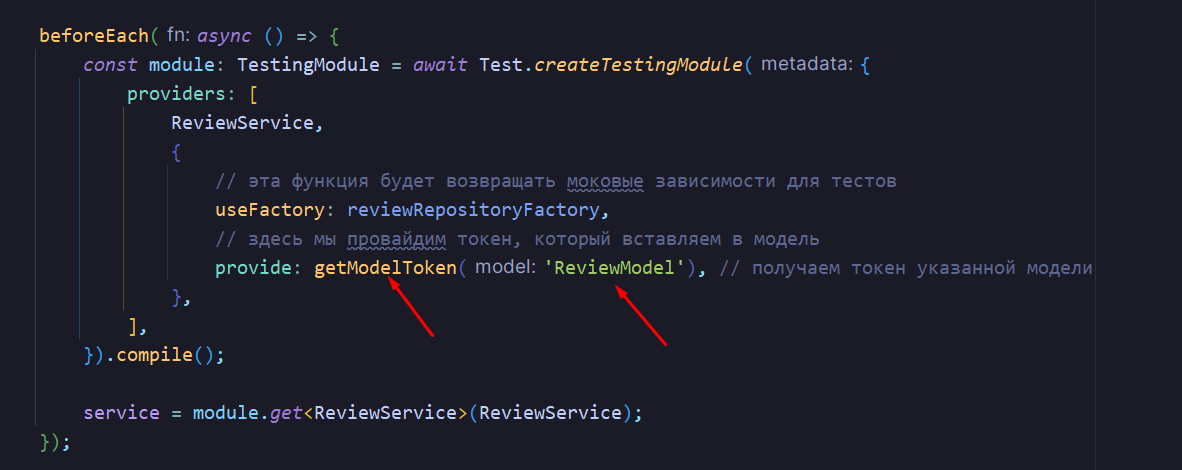 beforeEach( fn: async () => {
const module: TestingModule = await Test.createTestingModule( metadata: {
providers: [
ReviewService,
{
// эта функция будет возвращать моковые зависимости для тестов
useFactory: reviewRepositoryFactory,
// здесь мы провайдим токен, который вставляем в модель
provide: getModelToken( model: 'ReviewModel'), // получаем токен указанной модели
},
],
}).compile();
service = module.get<ReviewService>(ReviewService);
});